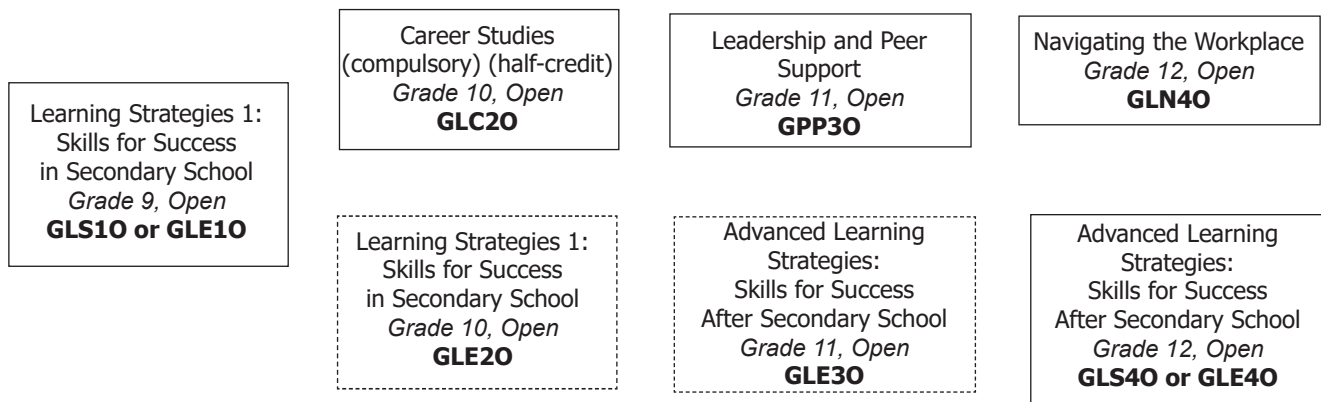 Learning Strategies 1:
Skills for Success
in Secondary School
Grade 9, Open
GLS1O or GLE1O
Career Studies
(compulsory) (half-credit)
Grade 10, Open
GLC2O
Leadership and Peer
Support
Grade 11, Open
GPP3O
Navigating the Workplace
Grade 12, Open
GLN4O
Learning Strategies 1:
Skills for Success
in Secondary School
Grade 10, Open
GLE2O
Advanced Learning
Strategies:
Skills for Success
After Secondary School
Grade 11, Open
GLE3O
Advanced Learning
Strategies:
Skills for Success
After Secondary School
Grade 12, Open
GLS4O or GLE4O